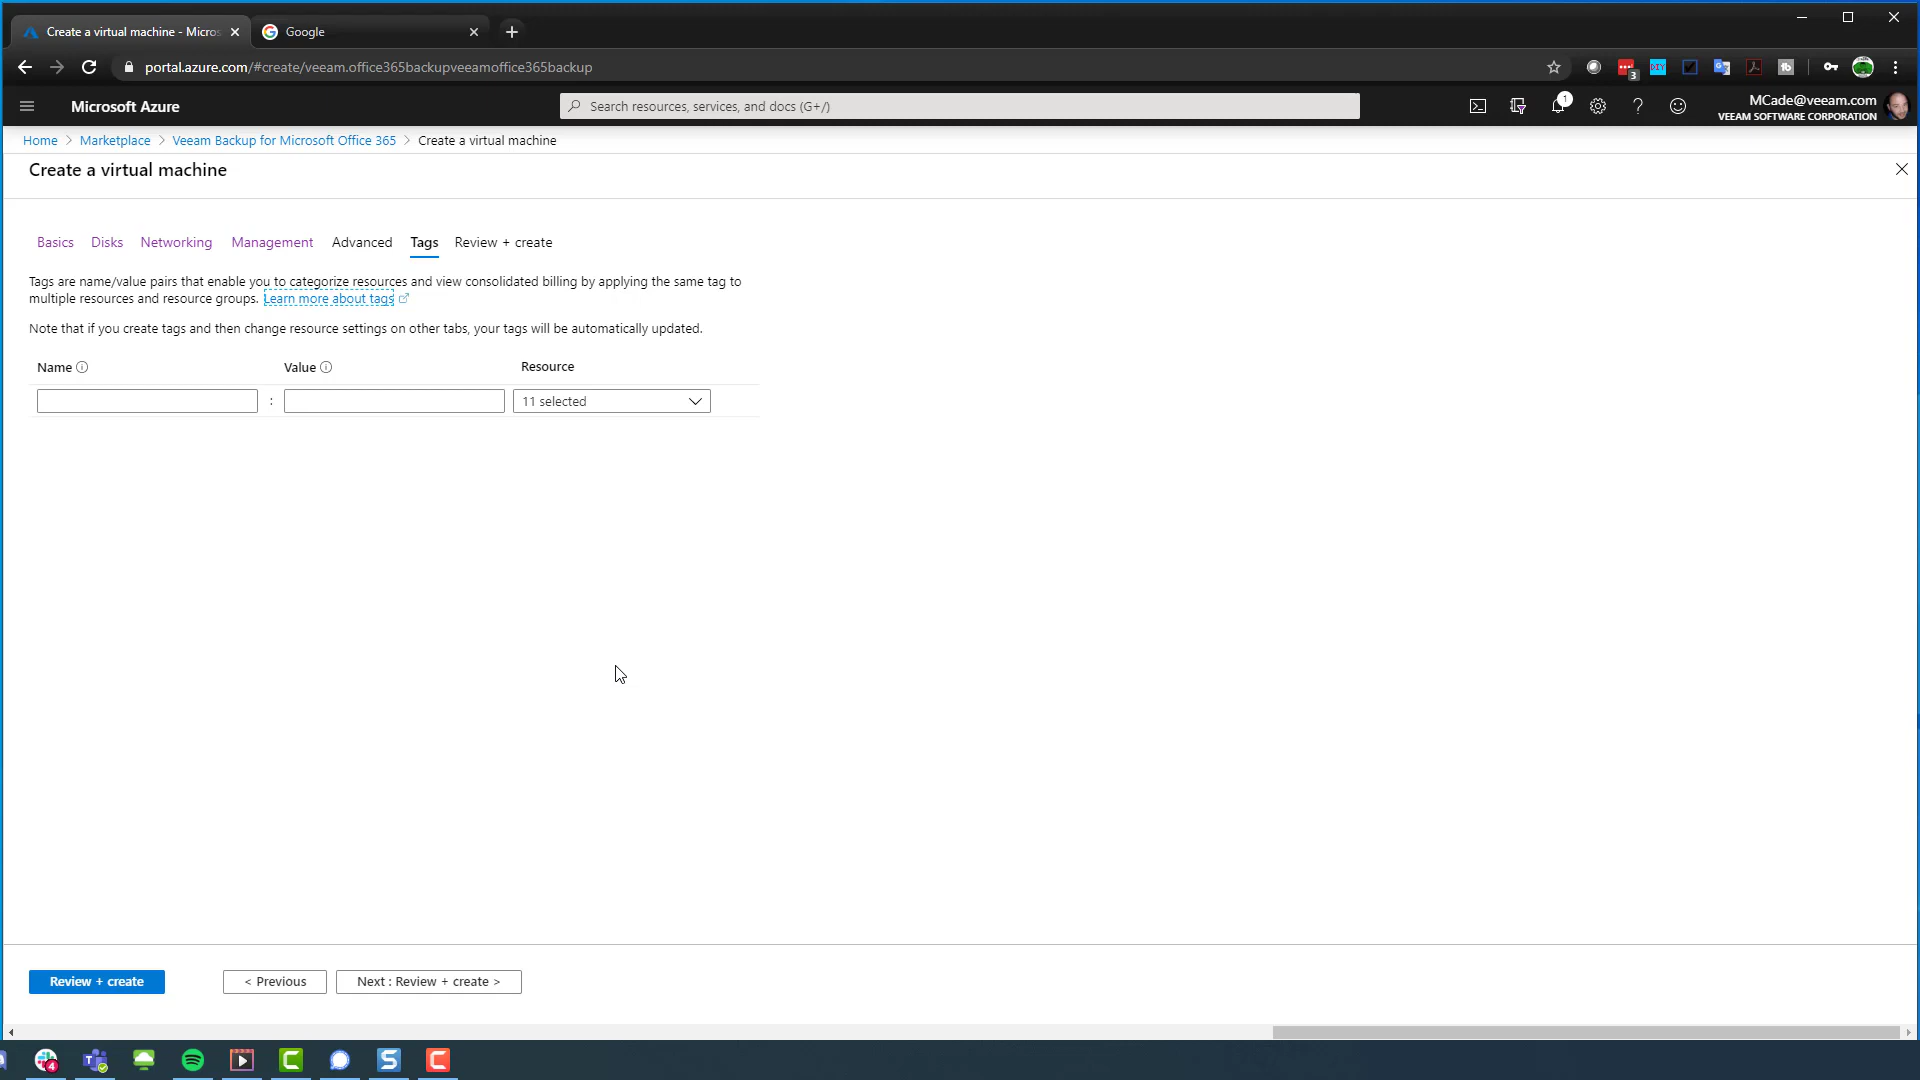 Create a virtual machine - Micros
Google
portal.azure.com/#create/veeam.office365backupveeamoffice365backup
3
DIY
Microsoft Azure
Search resources, services, and docs (G+/)
1
MCade@veeam.com
VEEAM SOFTWARE CORPORATION
Home > Marketplace > Veeam Backup for Microsoft Office 365 > Create a virtual machine
Create a virtual machine
Basics Disks Networking Management Advanced Tags Review + create
Tags are name/value pairs that enable you to categorize resources and view consolidated billing by applying the same tag to
multiple resources and resource groups. Learn more about tags
Note that if you create tags and then change resource settings on other tabs, your tags will be automatically updated.
Name Value Resource
: 11 selected
Review + create < Previous Next : Review + create >
4